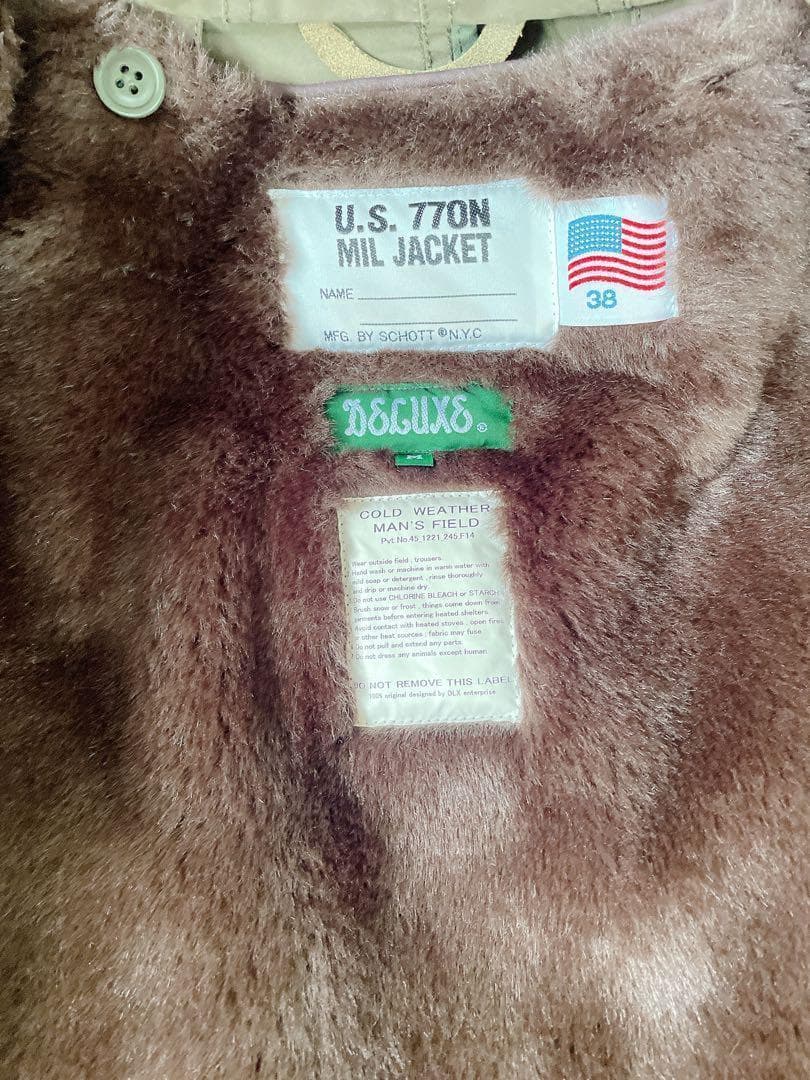 U.S. 770N
MIL JACKET
NAME
MFG. BY SCHOTT® N.Y.C
38
DELUXE®
M
COLD WEATHER
MAN'S FIELD
Pvt.No.45,1221,245,F14
Wear outside field , trousers.
Hand wash or machine in warm water with
mild soap or detergent , rinse thoroughly
and drip or machine dry.
Do not use CHLORINE BLEACH or STARCH
Brush snow or frost , things come down from
garments before entering heated shelters.
Avoid contact with heated stoves , open fires
or other heat sources ; fabric may fuse
Do not pull and extend any parts.
Do not dress any animals except human.
DO NOT REMOVE THIS LABEL
100% original designed by DLX enterprise